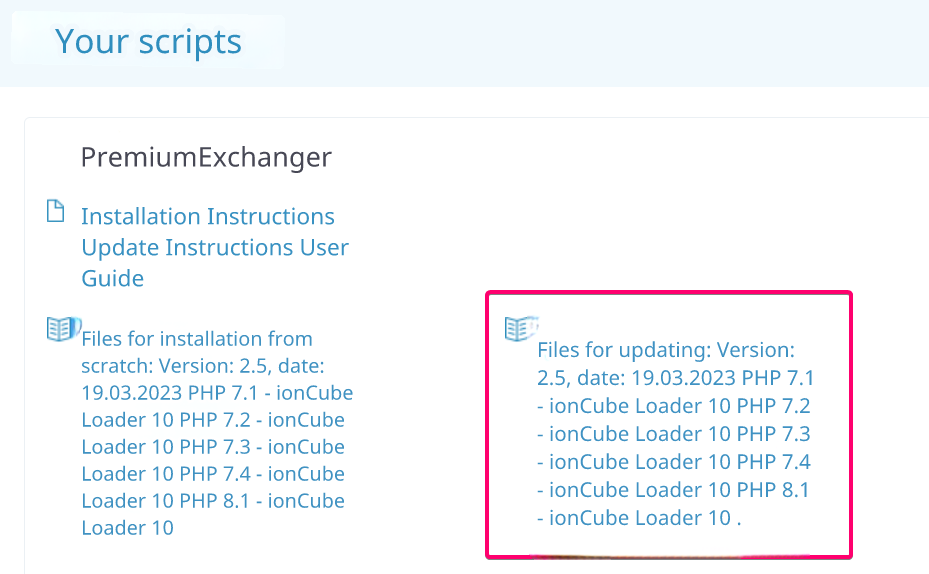 Your scripts
PremiumExchanger
Installation Instructions
Update Instructions User
Guide
Files for installation from
scratch: Version: 2.5, date:
19.03.2023 PHP 7.1 - ionCube
Loader 10 PHP 7.2 - ionCube
Loader 10 PHP 7.3 - ionCube
Loader 10 PHP 7.4 - ionCube
Loader 10 PHP 8.1 - ionCube
Loader 10
Files for updating: Version:
2.5, date: 19.03.2023 PHP 7.1
- ionCube Loader 10 PHP 7.2
- ionCube Loader 10 PHP 7.3
- ionCube Loader 10 PHP 7.4
- ionCube Loader 10 PHP 8.1
- ionCube Loader 10 .